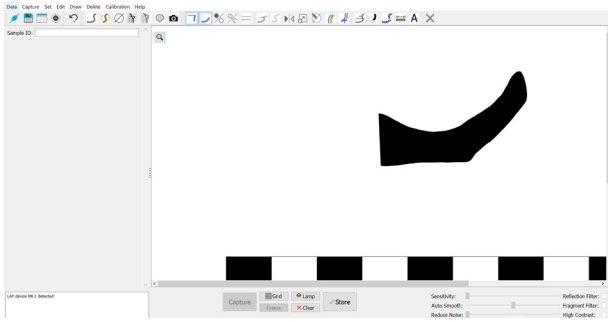 Data Capture Set Edit Draw Delete Calibration Help
A
Sample ID:
LAP device MK 1 detected
Capture
Grid
Freeze
Lamp
Clear
Store
Sensitivity:
Auto Smooth:
Reduce Noise:
Reflection Filter:
Fragment Filter:
High Contrast: